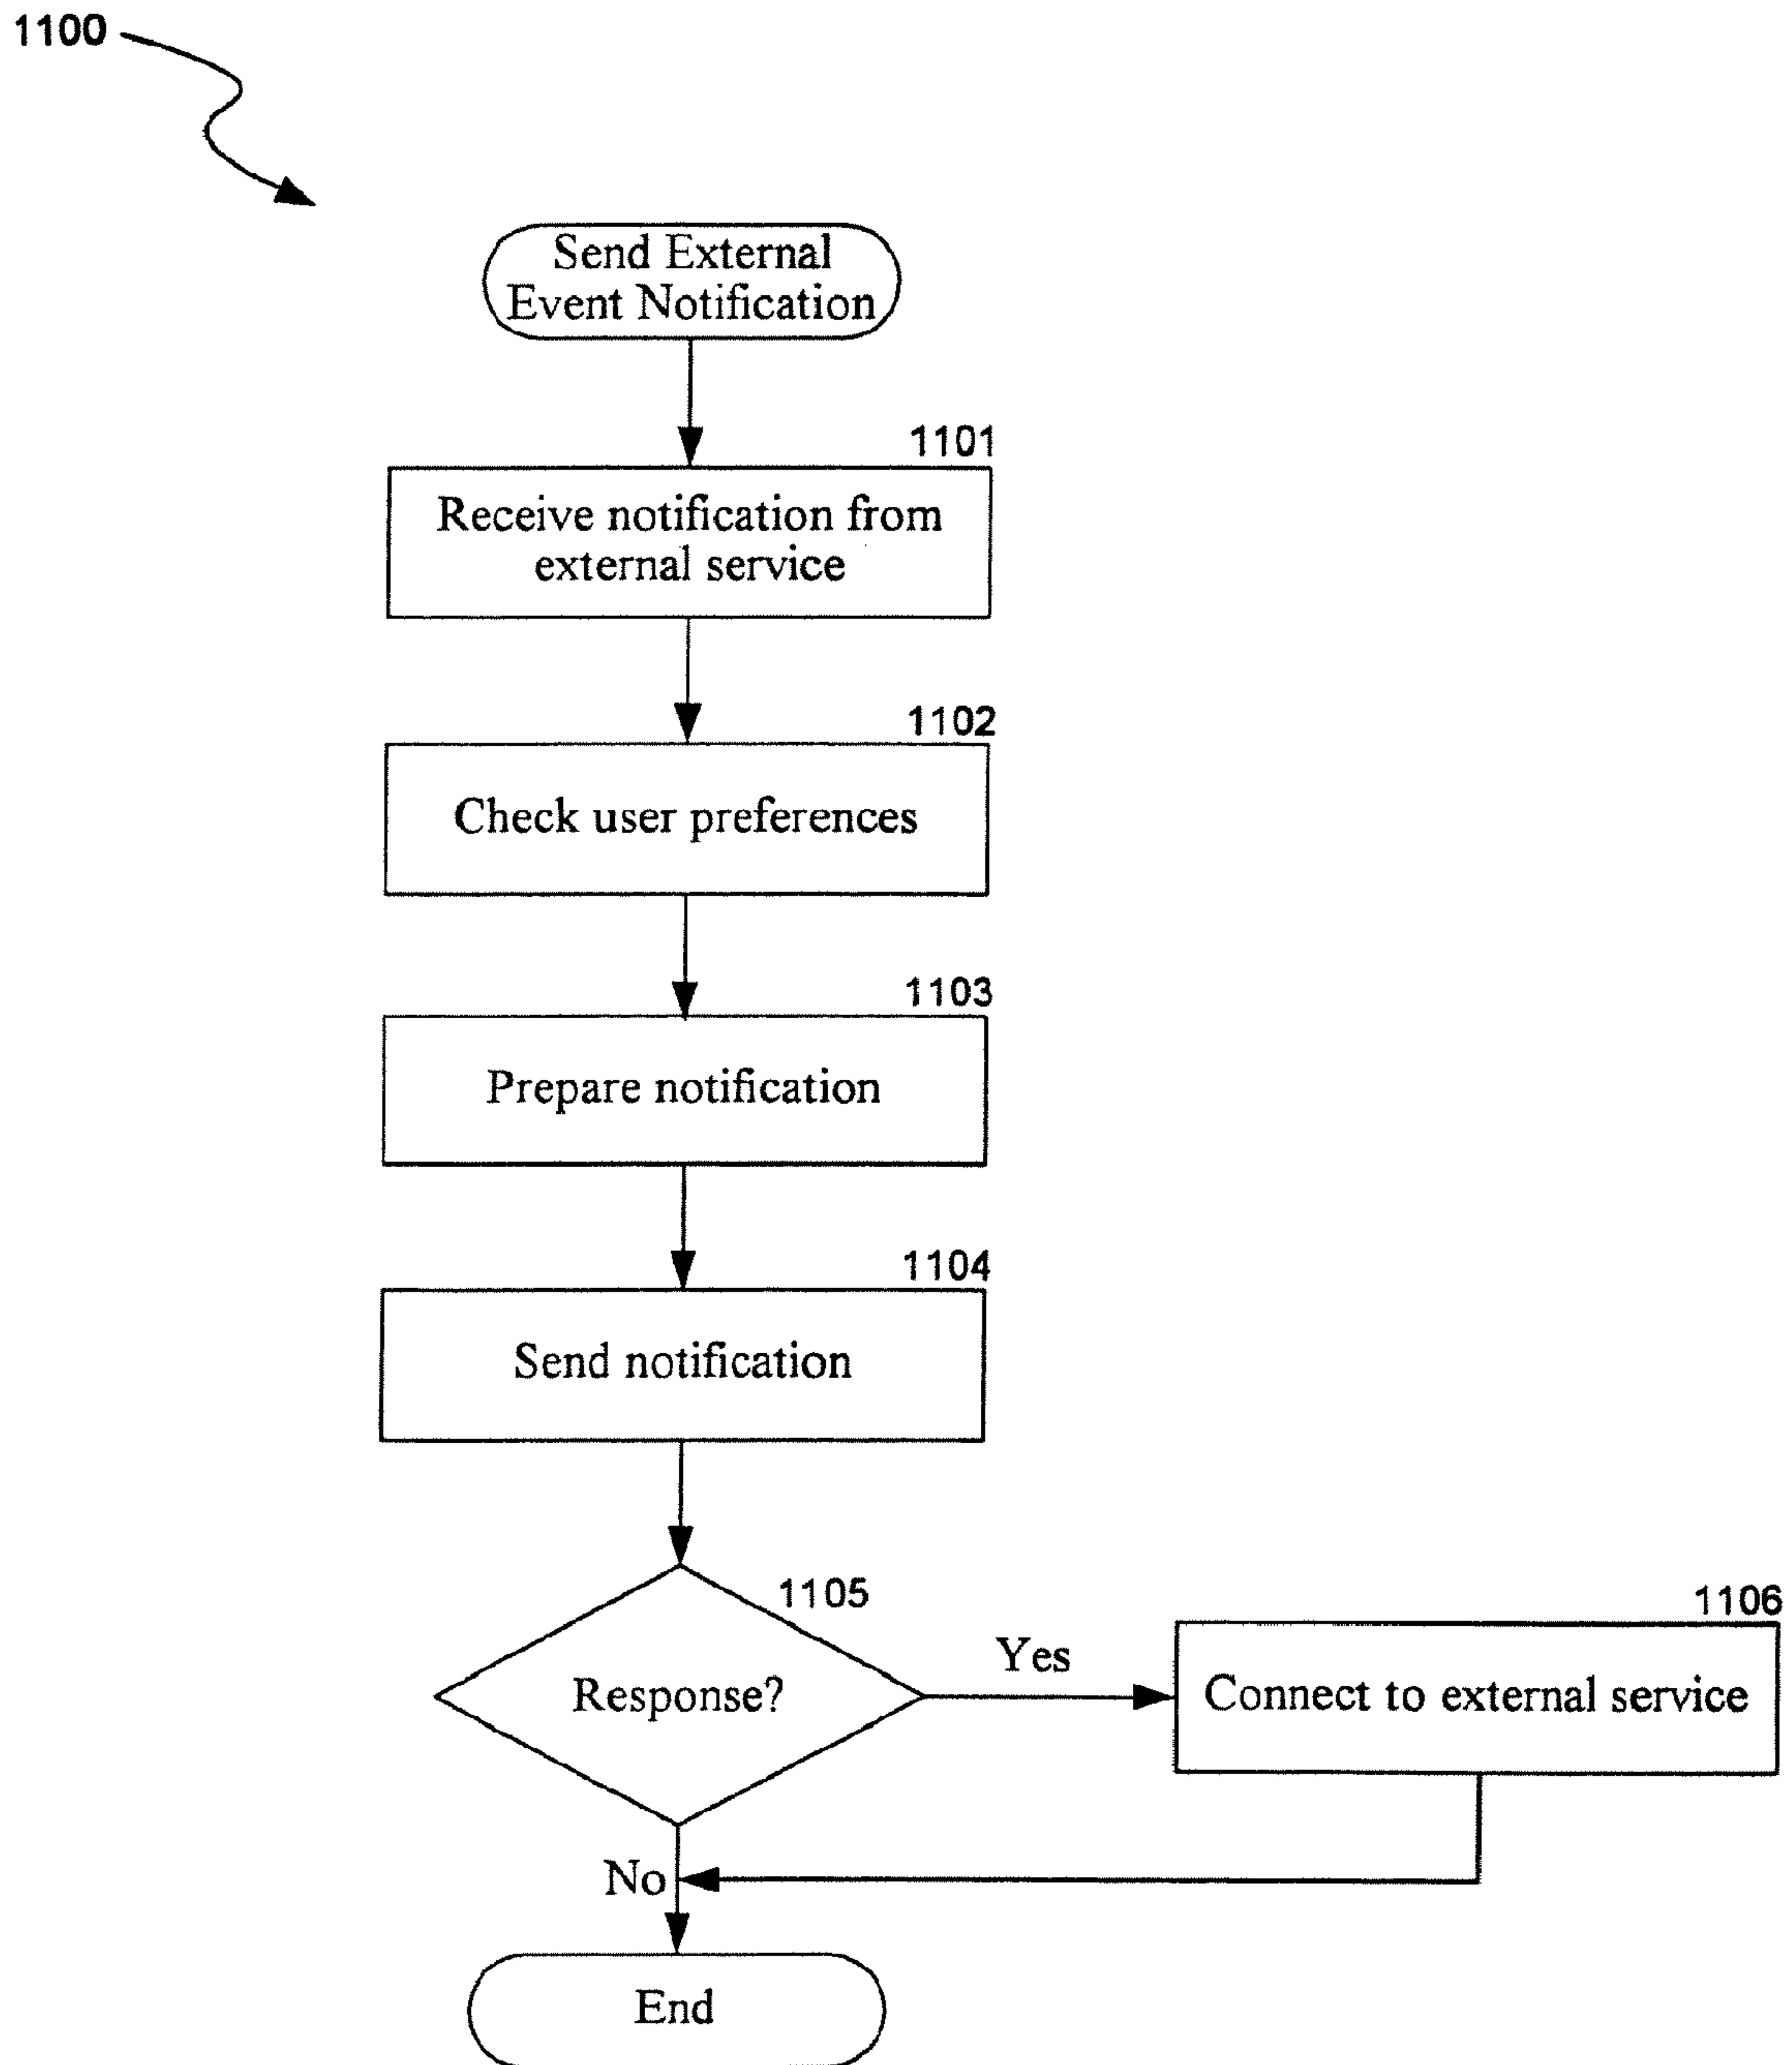 1100
Send External
Event Notification
1101
Receive notification from
external service
1102
Check user preferences
1103
Prepare notification
1104
Send notification
1105
Response?
Yes
1106
Connect to external service
No
End